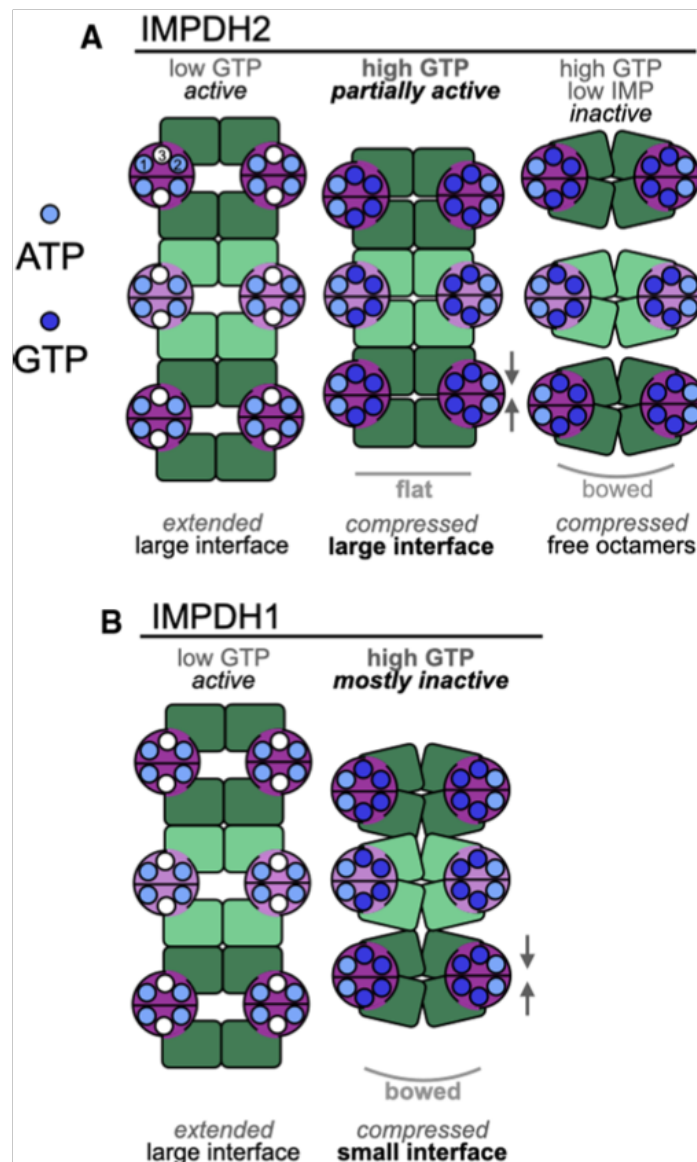 A IMPDH2
low GTP
active
high GTP
partially active
high GTP
low IMP
inactive
1 3 2
ATP
GTP
flat
bowed
extended
large interface
compressed
large interface
compressed
free octamers
B IMPDH1
low GTP
active
high GTP
mostly inactive
bowed
extended
large interface
compressed
small interface